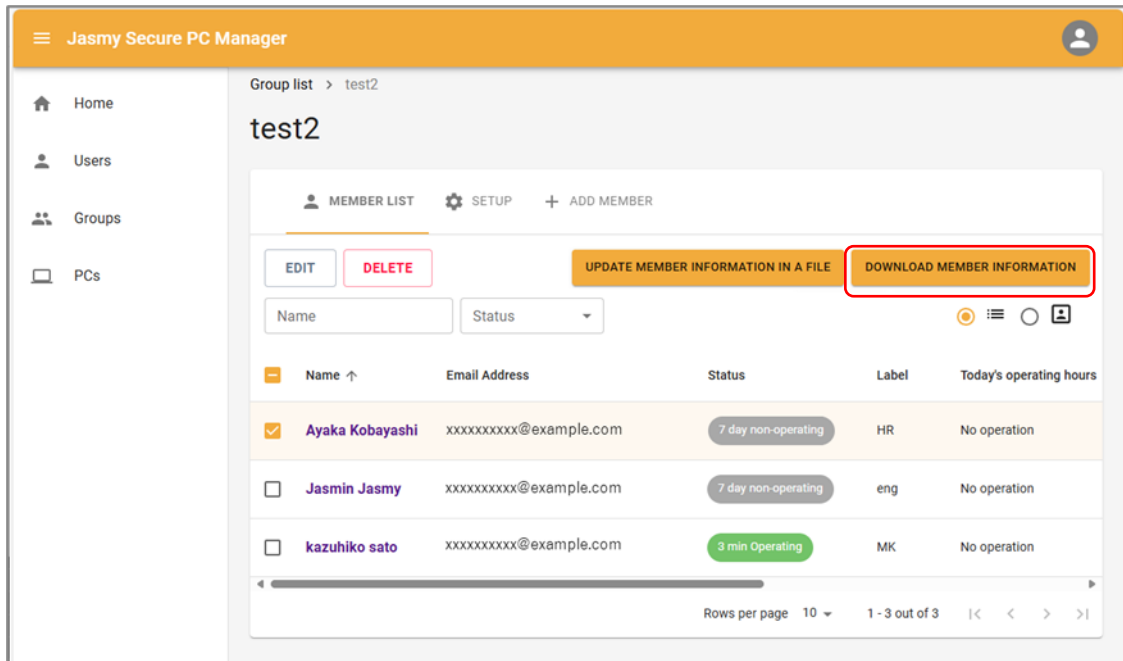 Jasmy Secure PC Manager
Home
Users
Groups
PCs
Group list > test2
test2
MEMBER LIST SETUP + ADD MEMBER
EDIT DELETE UPDATE MEMBER INFORMATION IN A FILE DOWNLOAD MEMBER INFORMATION
Name Status
Name ↑ Email Address Status Label Today's operating hours
Ayaka Kobayashi xxxxxxxxxx@example.com 7 day non-operating HR No operation
Jasmin Jasmy xxxxxxxxxx@example.com 7 day non-operating eng No operation
kazuhiko sato xxxxxxxxxx@example.com 3 min Operating MK No operation
Rows per page 10 1 - 3 out of 3